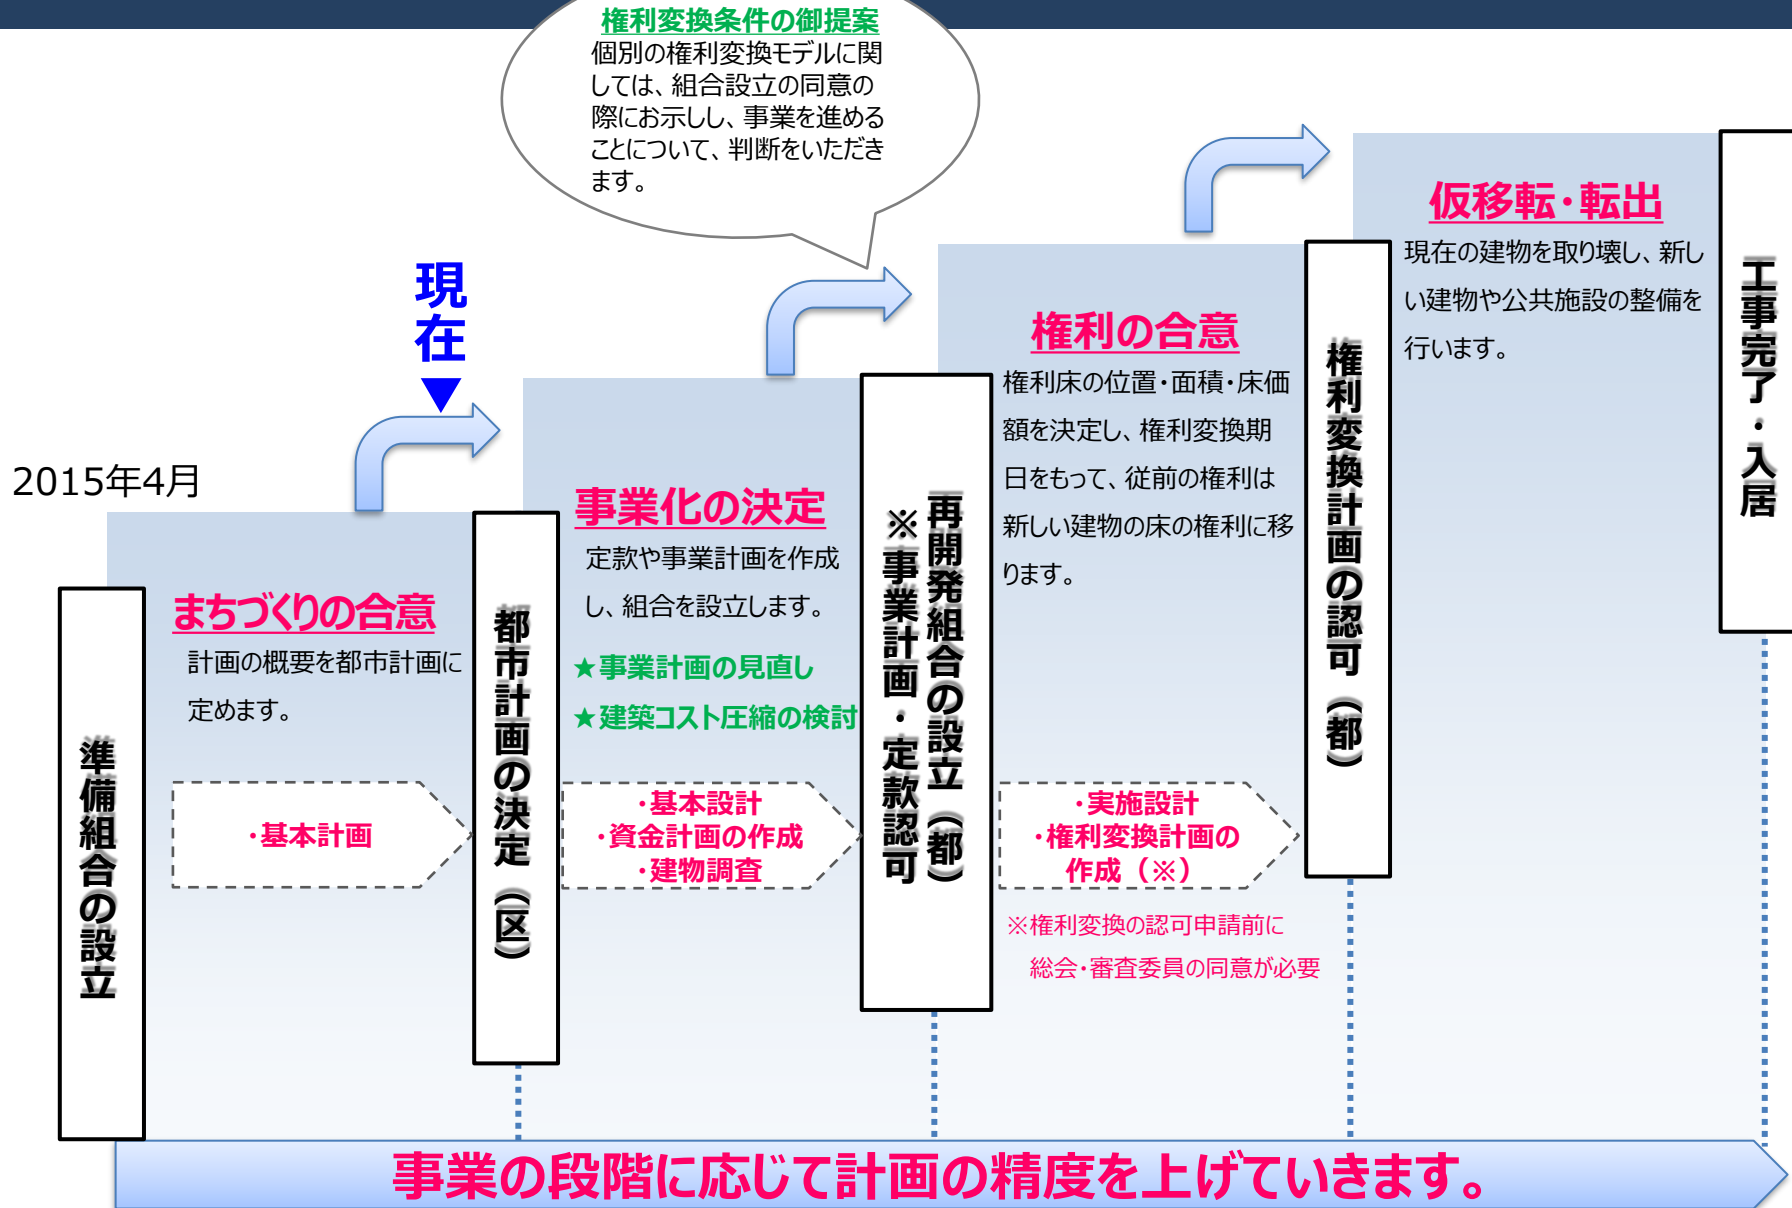 権利変換条件の御提案
個別の権利変換モデルに関
しては、組合設立の同意の
際にお示しし、事業を進める
ことについて、判断をいただき
ます。
現在
2015年4月
準備組合の設立
まちづくりの合意
計画の概要を都市計画に
定めます。
・基本計画
都市計画の決定（区）
事業化の決定
定款や事業計画を作成
し、組合を設立します。
★事業計画の見直し
★建築コスト圧縮の検討
・基本設計
・資金計画の作成
・建物調査
再開発組合の設立（都）
※事業計画・定款認可
権利の合意
権利床の位置・面積・床価
額を決定し、権利変換期
日をもって、従前の権利は
新しい建物の床の権利に移
ります。
・実施設計
・権利変換計画の
作成（※）
※権利変換の認可申請前に
総会・審査委員の同意が必要
権利変換計画の認可（都）
仮移転・転出
現在の建物を取り壊し、新し
い建物や公共施設の整備を
行います。
工事完了・入居
事業の段階に応じて計画の精度を上げていきます。